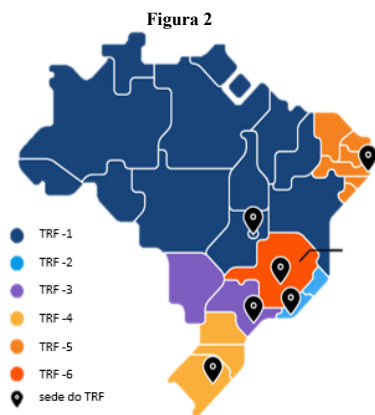 Figura 2
TRF -1
TRF -2
TRF -3
TRF -4
TRF -5
TRF -6
sede do TRF